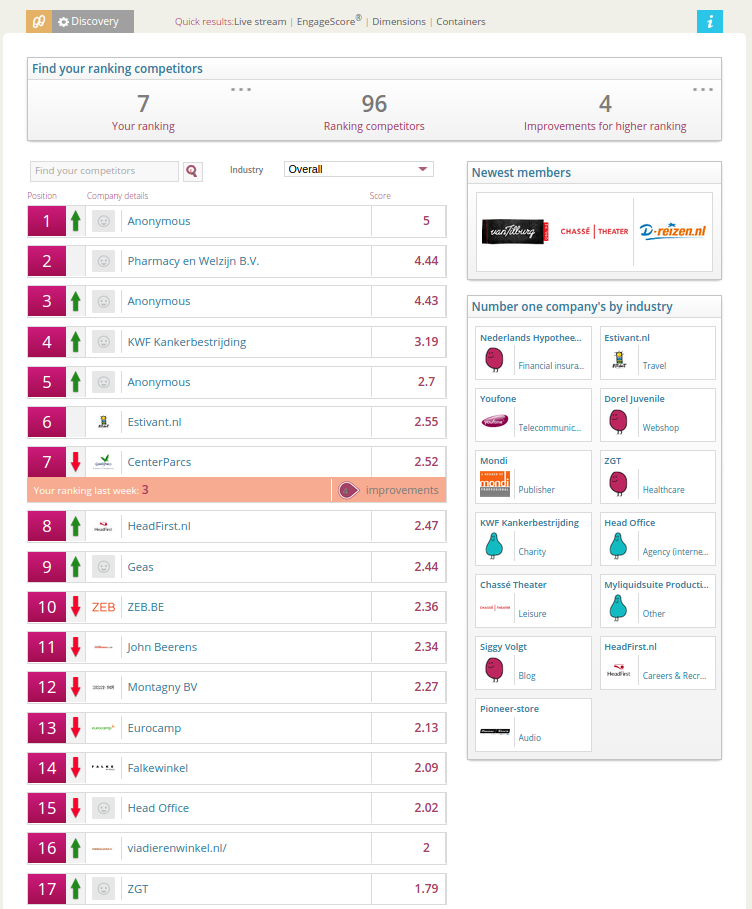 Discovery
Quick results: Live stream | EngageScore® | Dimensions | Containers
i
Find your ranking competitors
7
Your ranking
96
Ranking competitors
4
Improvements for higher ranking
Find your competitors
Industry
Overall
Position Company details Score
1 Anonymous 5
2 Pharmacy en Welzijn B.V. 4.44
3 Anonymous 4.43
4 KWF Kankerbestrijding 3.19
5 Anonymous 2.7
6 Estivant.nl 2.55
7 CenterParcs 2.52
Your ranking last week: 3 improvements
8 HeadFirst HeadFirst.nl 2.47
9 Geas 2.44
10 ZEB ZEB.BE 2.36
11 John Beerens 2.34
12 Montagny BV 2.27
13 eurocamp Eurocamp 2.13
14 FALKE Falkewinkel 2.09
15 Head Office 2.02
16 viadierenwinkel.nl/ 2
17 ZGT 1.79
Newest members
vanTilburg
CHASSÉ | THEATER
D-reizen.nl
Number one company's by industry
Nederlands Hypothee...
Financial insura...
Estivant.nl
Travel
Youfone
youfone
Telecommunic...
Dorel Juvenile
Webshop
Mondi
mondi
Publisher
ZGT
Healthcare
KWF Kankerbestrijding
Charity
Head Office
Agency (interne...
Chassé Theater
CHASSÉ | THEATER
Leisure
Myliquidsuite Producti...
Other
Siggy Volgt
Blog
HeadFirst.nl
HeadFirst
Careers & Recr...
Pioneer-store
Audio